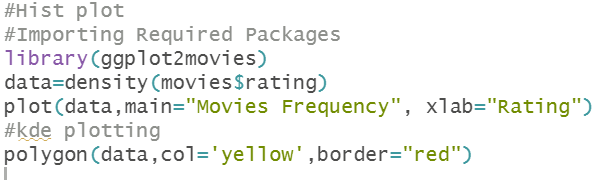 #Hist plot
#Importing Required Packages
library(ggplot2movies)
data=density(movies$rating)
plot(data,main="Movies Frequency", xlab="Rating")
#kde plotting
polygon(data,col='yellow',border="red")